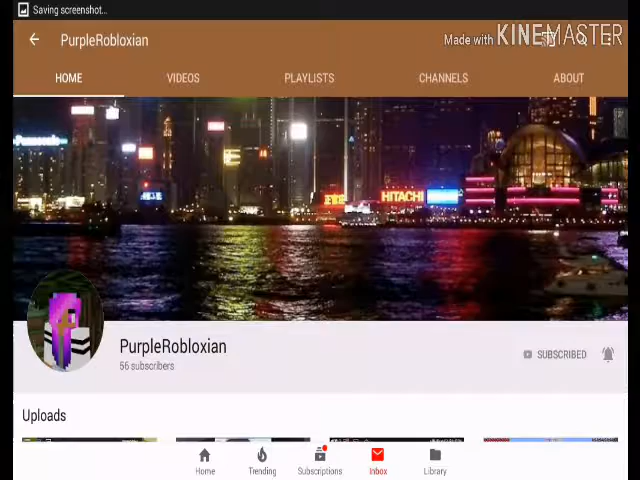 Saving screenshot...
PurpleRobloxian
Made with KINEMASTER
HOME VIDEOS PLAYLISTS CHANNELS ABOUT
Panasonic
HITACHI
PurpleRobloxian
56 subscribers
SUBSCRIBED
Uploads
Home Trending Subscriptions Inbox Library